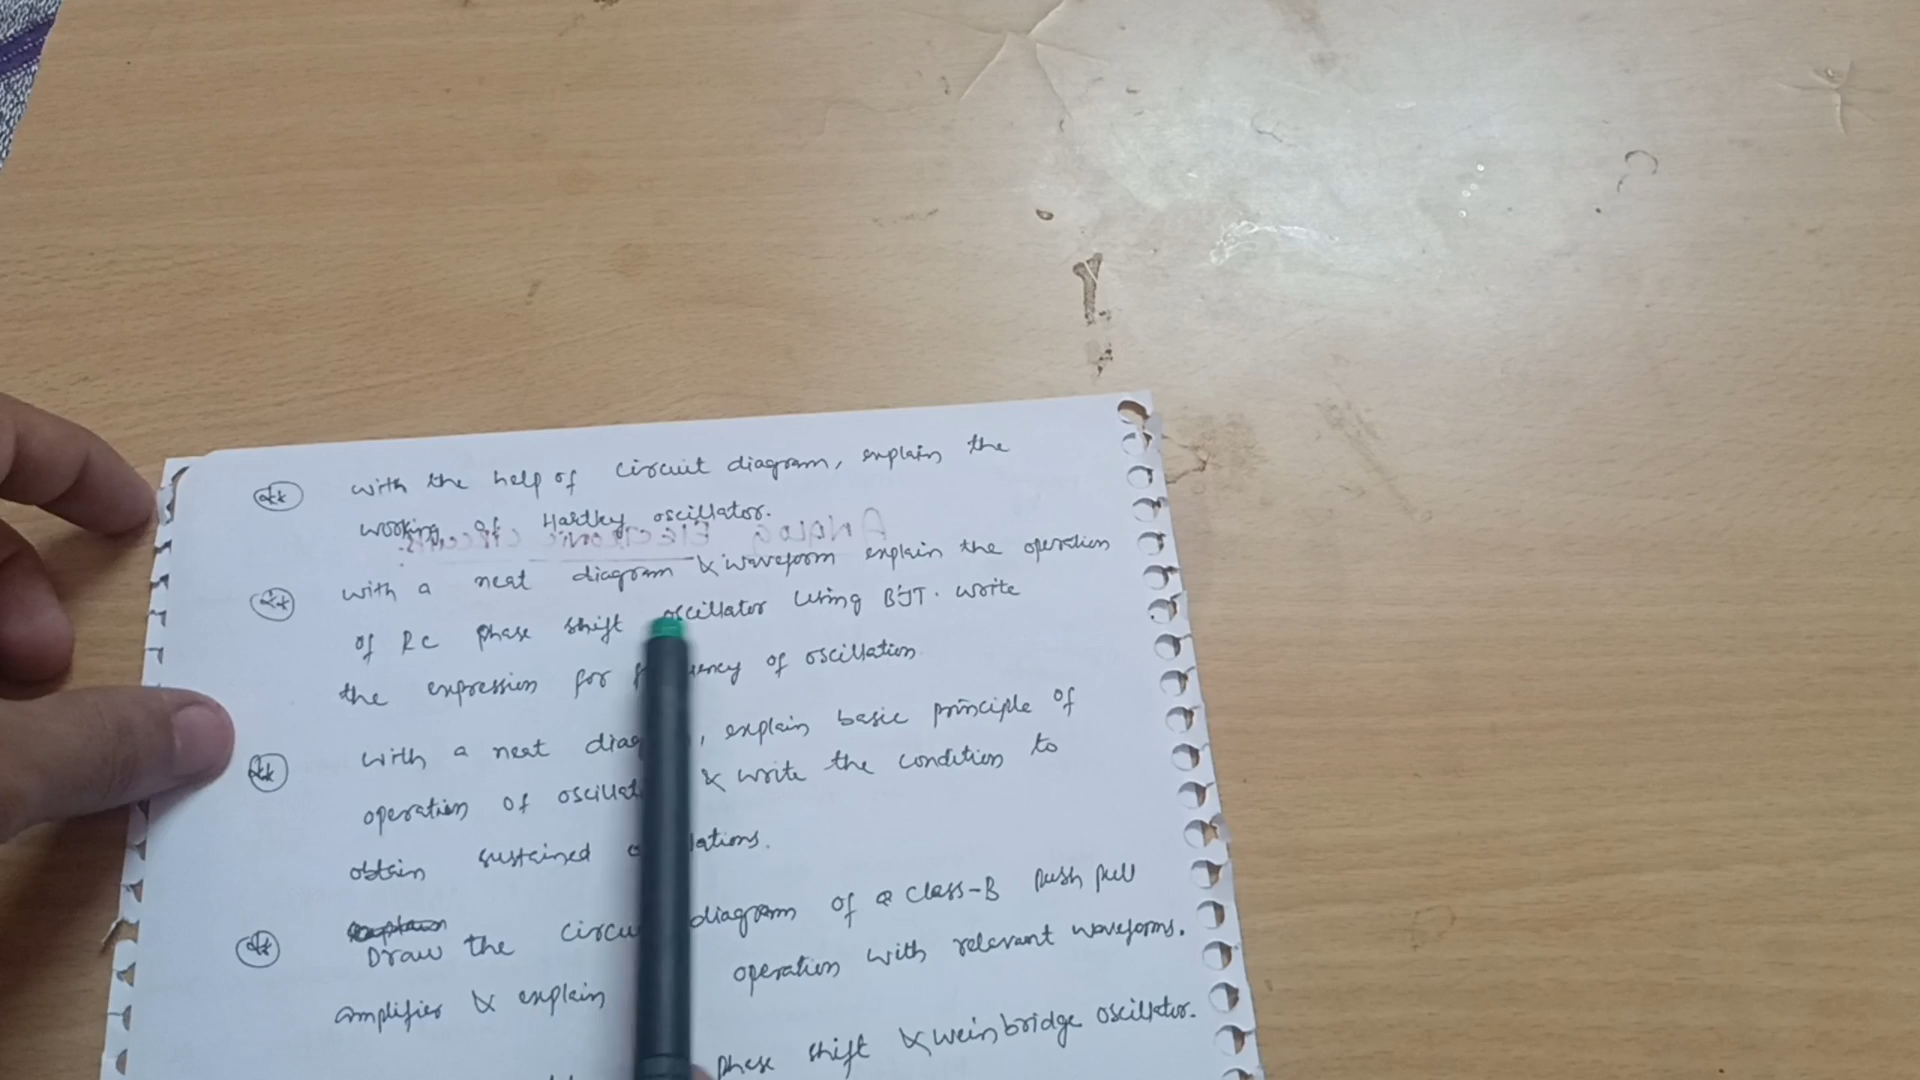 with the help of circuit diagram, explain the
working of Hartley oscillator.
with a neat diagram & waveform explain the operation
of RC phase shift oscillator using BJT. write
the expression for of oscillation
with a neat explain basic principle of
operation of & write the condition to
obtain sustained
Draw the diagram of a class-B push pull
amplifier & explain operation with relevant waveforms.
phase shift & weinbridge oscillator.